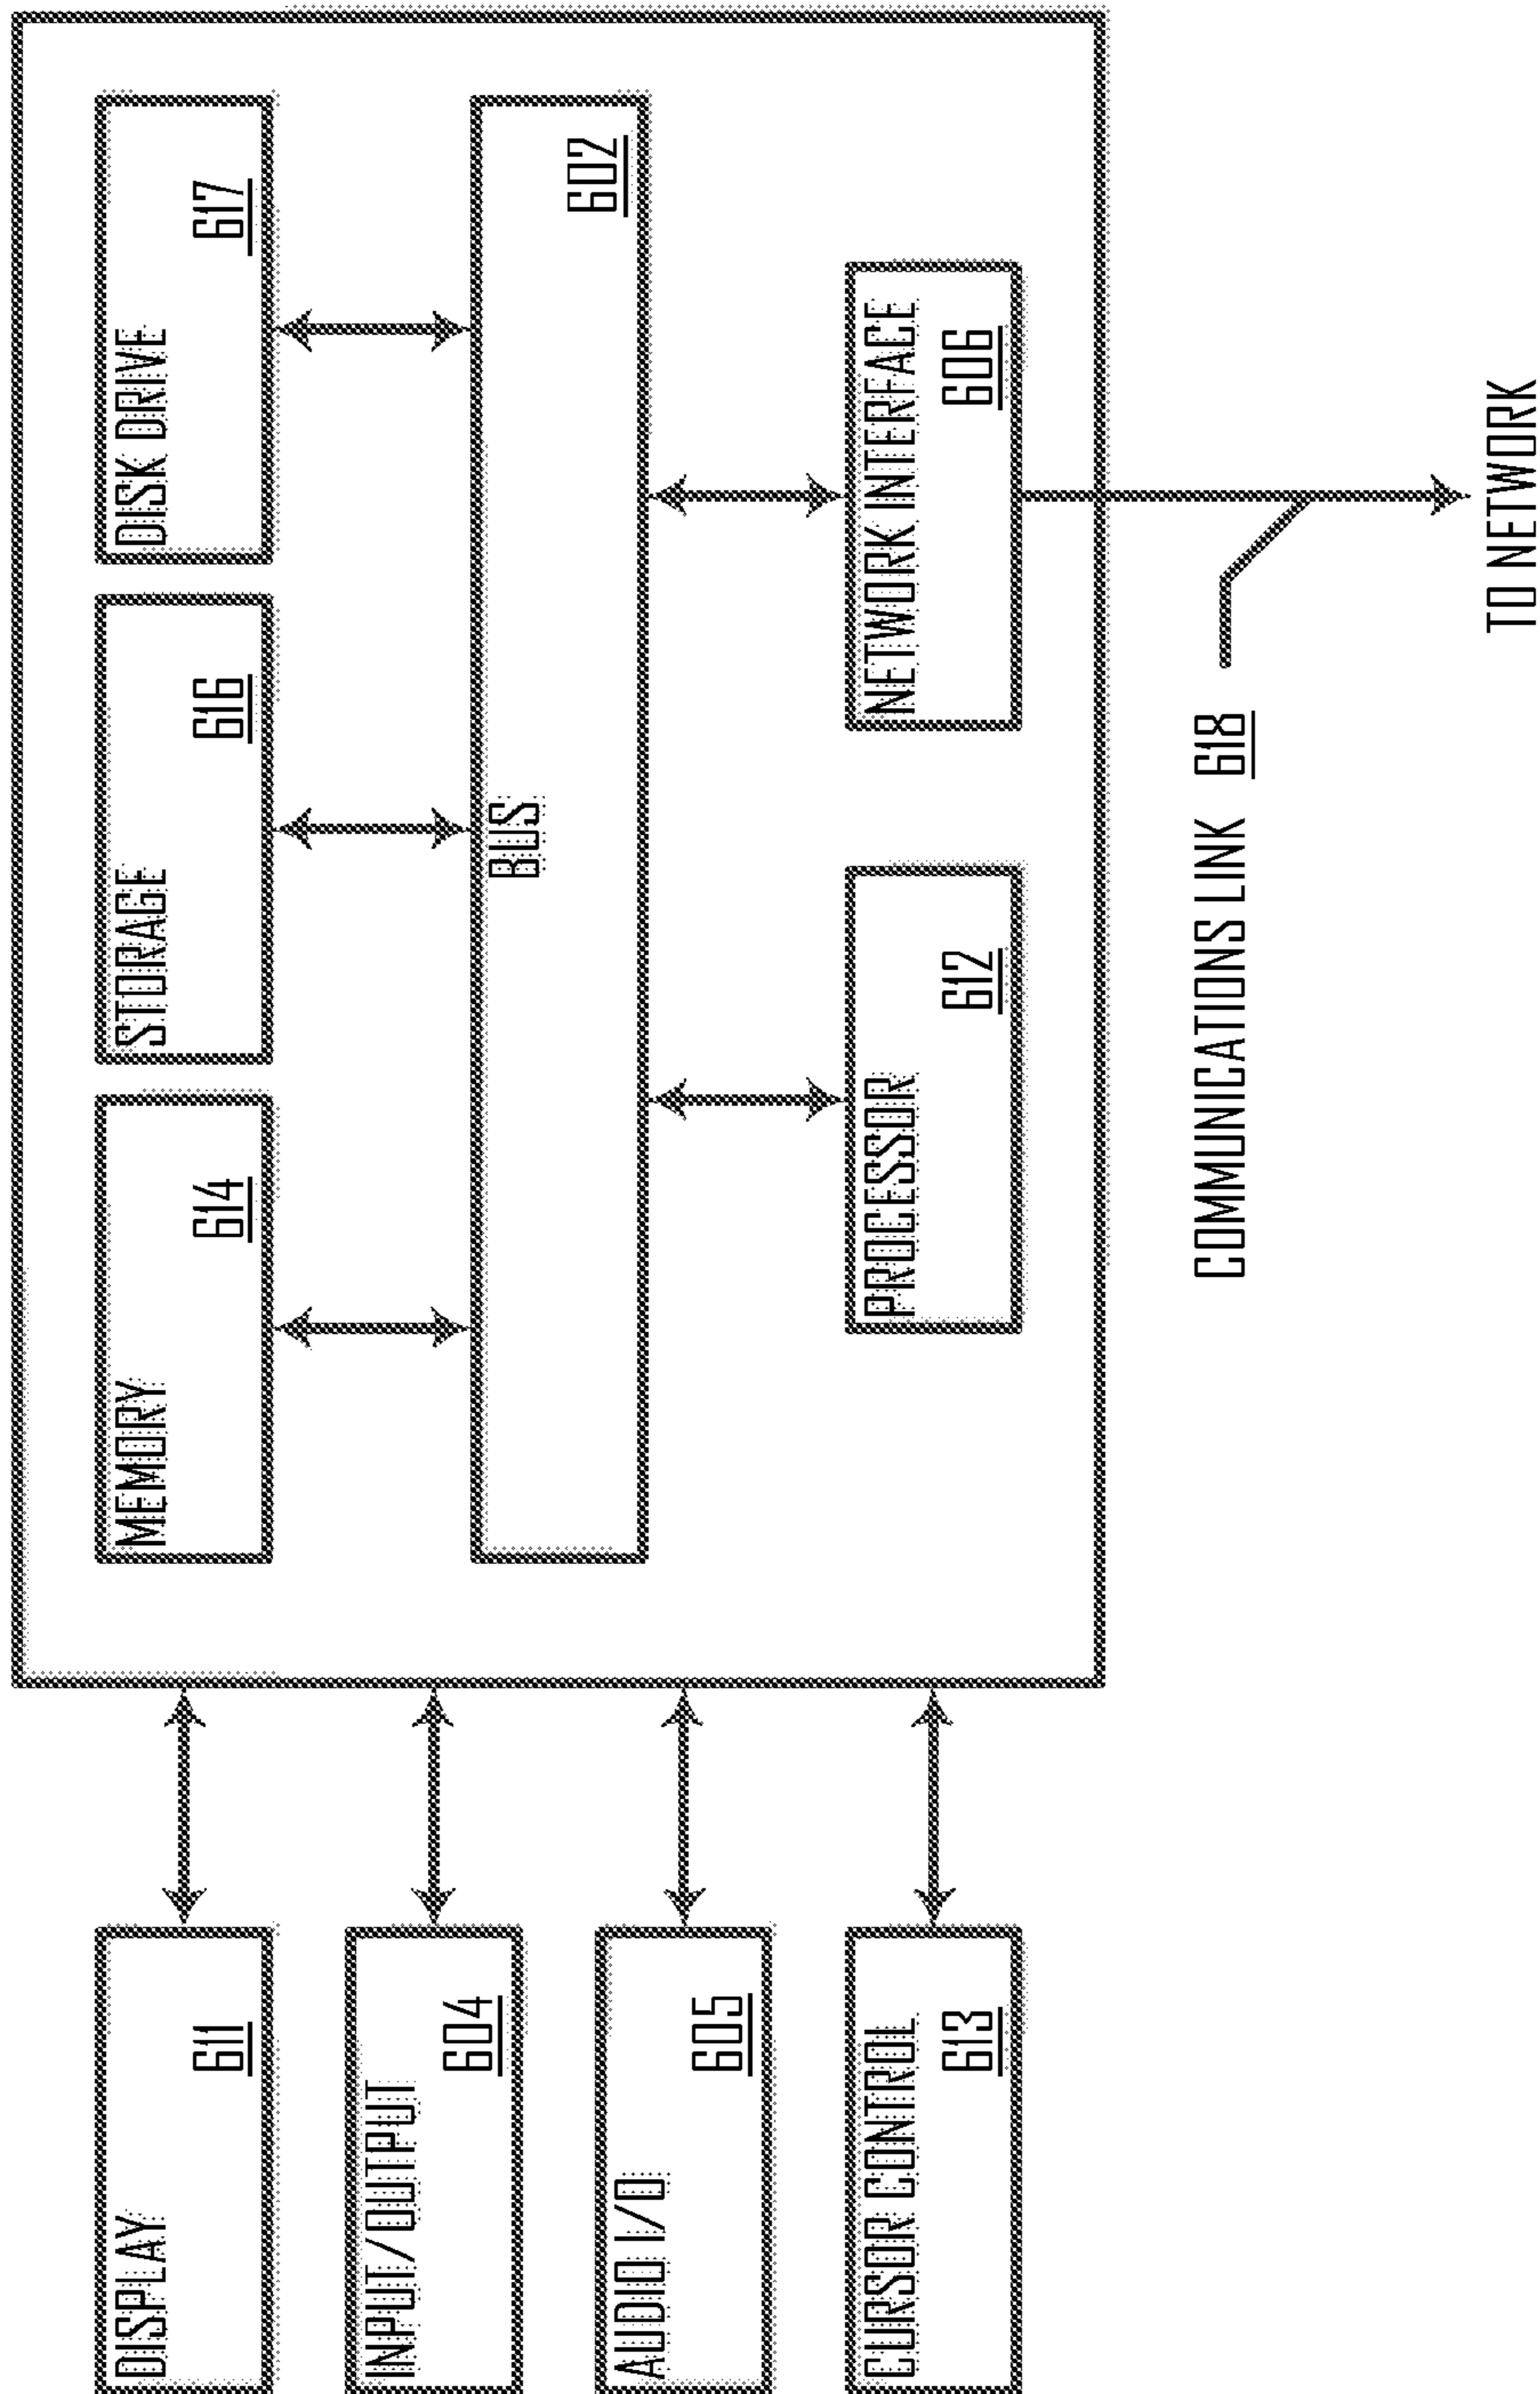 DISPLAY
611
INPUT/OUTPUT
604
AUDIO I/O
605
CURSOR CONTROL
613
MEMORY
614
STORAGE
616
DISK DRIVE
617
BUS
602
PROCESSOR
612
NETWORK INTERFACE
606
COMMUNICATIONS LINK 618
TO NETWORK